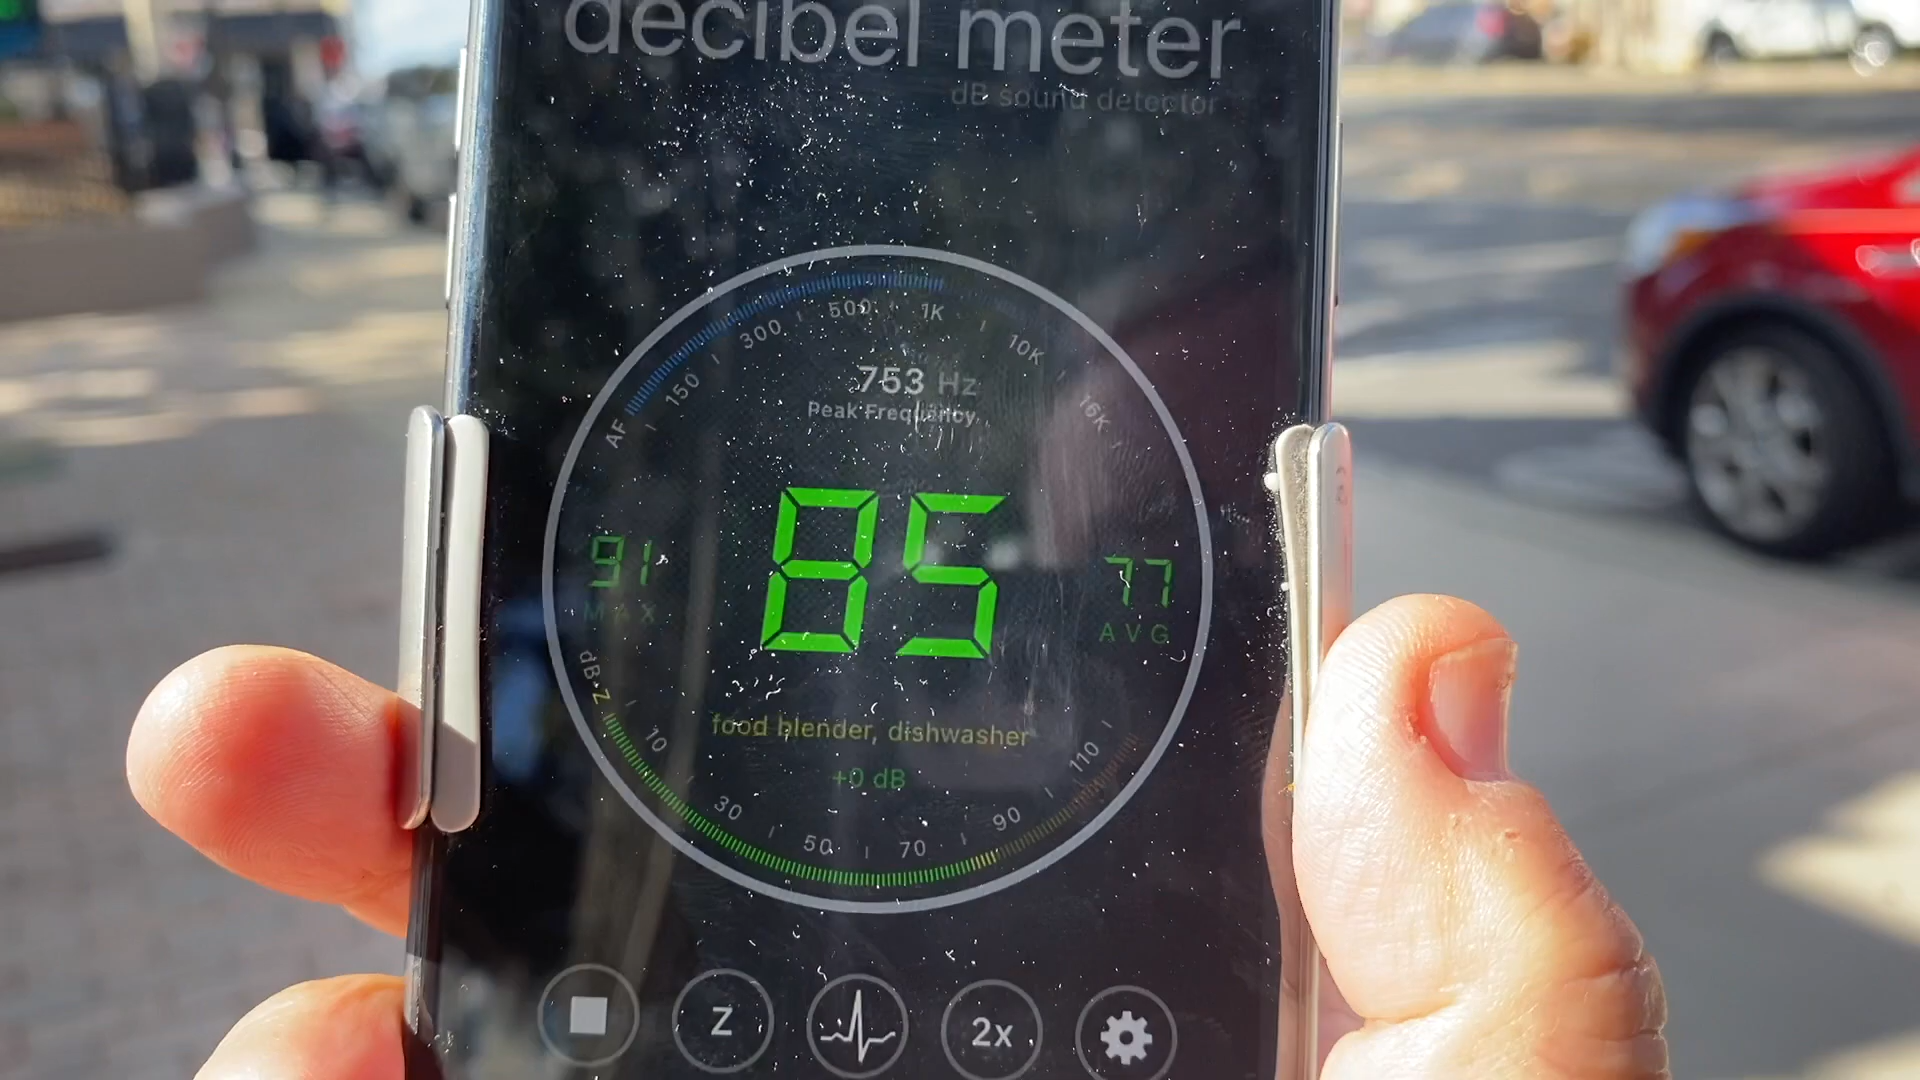 decibel meter
dB sound detector
AF 150 300 500 1K 10K 16K
753 Hz
Peak Frequency
85
91
MAX
77
AVG
food blender, dishwasher
+0 dB
dB-Z 10 30 50 70 90 110
Z
2x